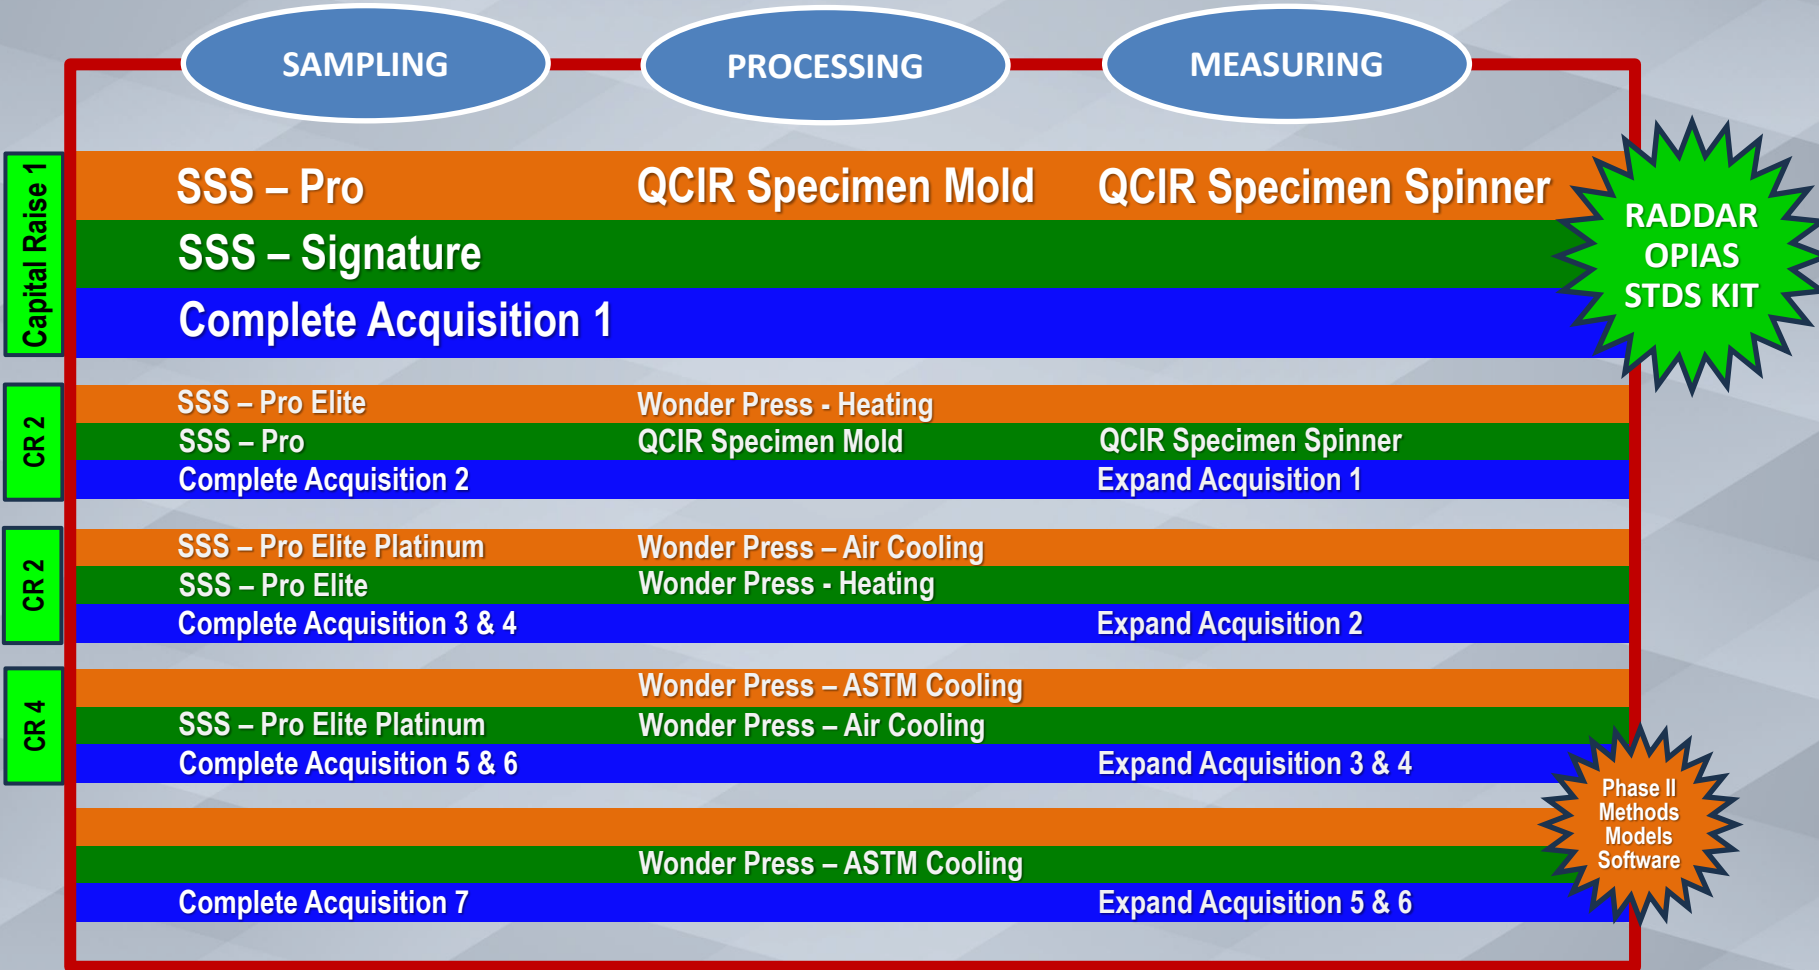 SAMPLING
PROCESSING
MEASURING
Capital Raise 1
SSS – Pro
QCIR Specimen Mold
QCIR Specimen Spinner
SSS – Signature
Complete Acquisition 1
RADDAR
OPIAS
STDS KIT
CR 2
SSS – Pro Elite
Wonder Press - Heating
SSS – Pro
QCIR Specimen Mold
QCIR Specimen Spinner
Complete Acquisition 2
Expand Acquisition 1
CR 2
SSS – Pro Elite Platinum
Wonder Press – Air Cooling
SSS – Pro Elite
Wonder Press - Heating
Complete Acquisition 3 & 4
Expand Acquisition 2
CR 4
Wonder Press – ASTM Cooling
SSS – Pro Elite Platinum
Wonder Press – Air Cooling
Complete Acquisition 5 & 6
Expand Acquisition 3 & 4
Phase II
Methods
Models
Software
Wonder Press – ASTM Cooling
Complete Acquisition 7
Expand Acquisition 5 & 6